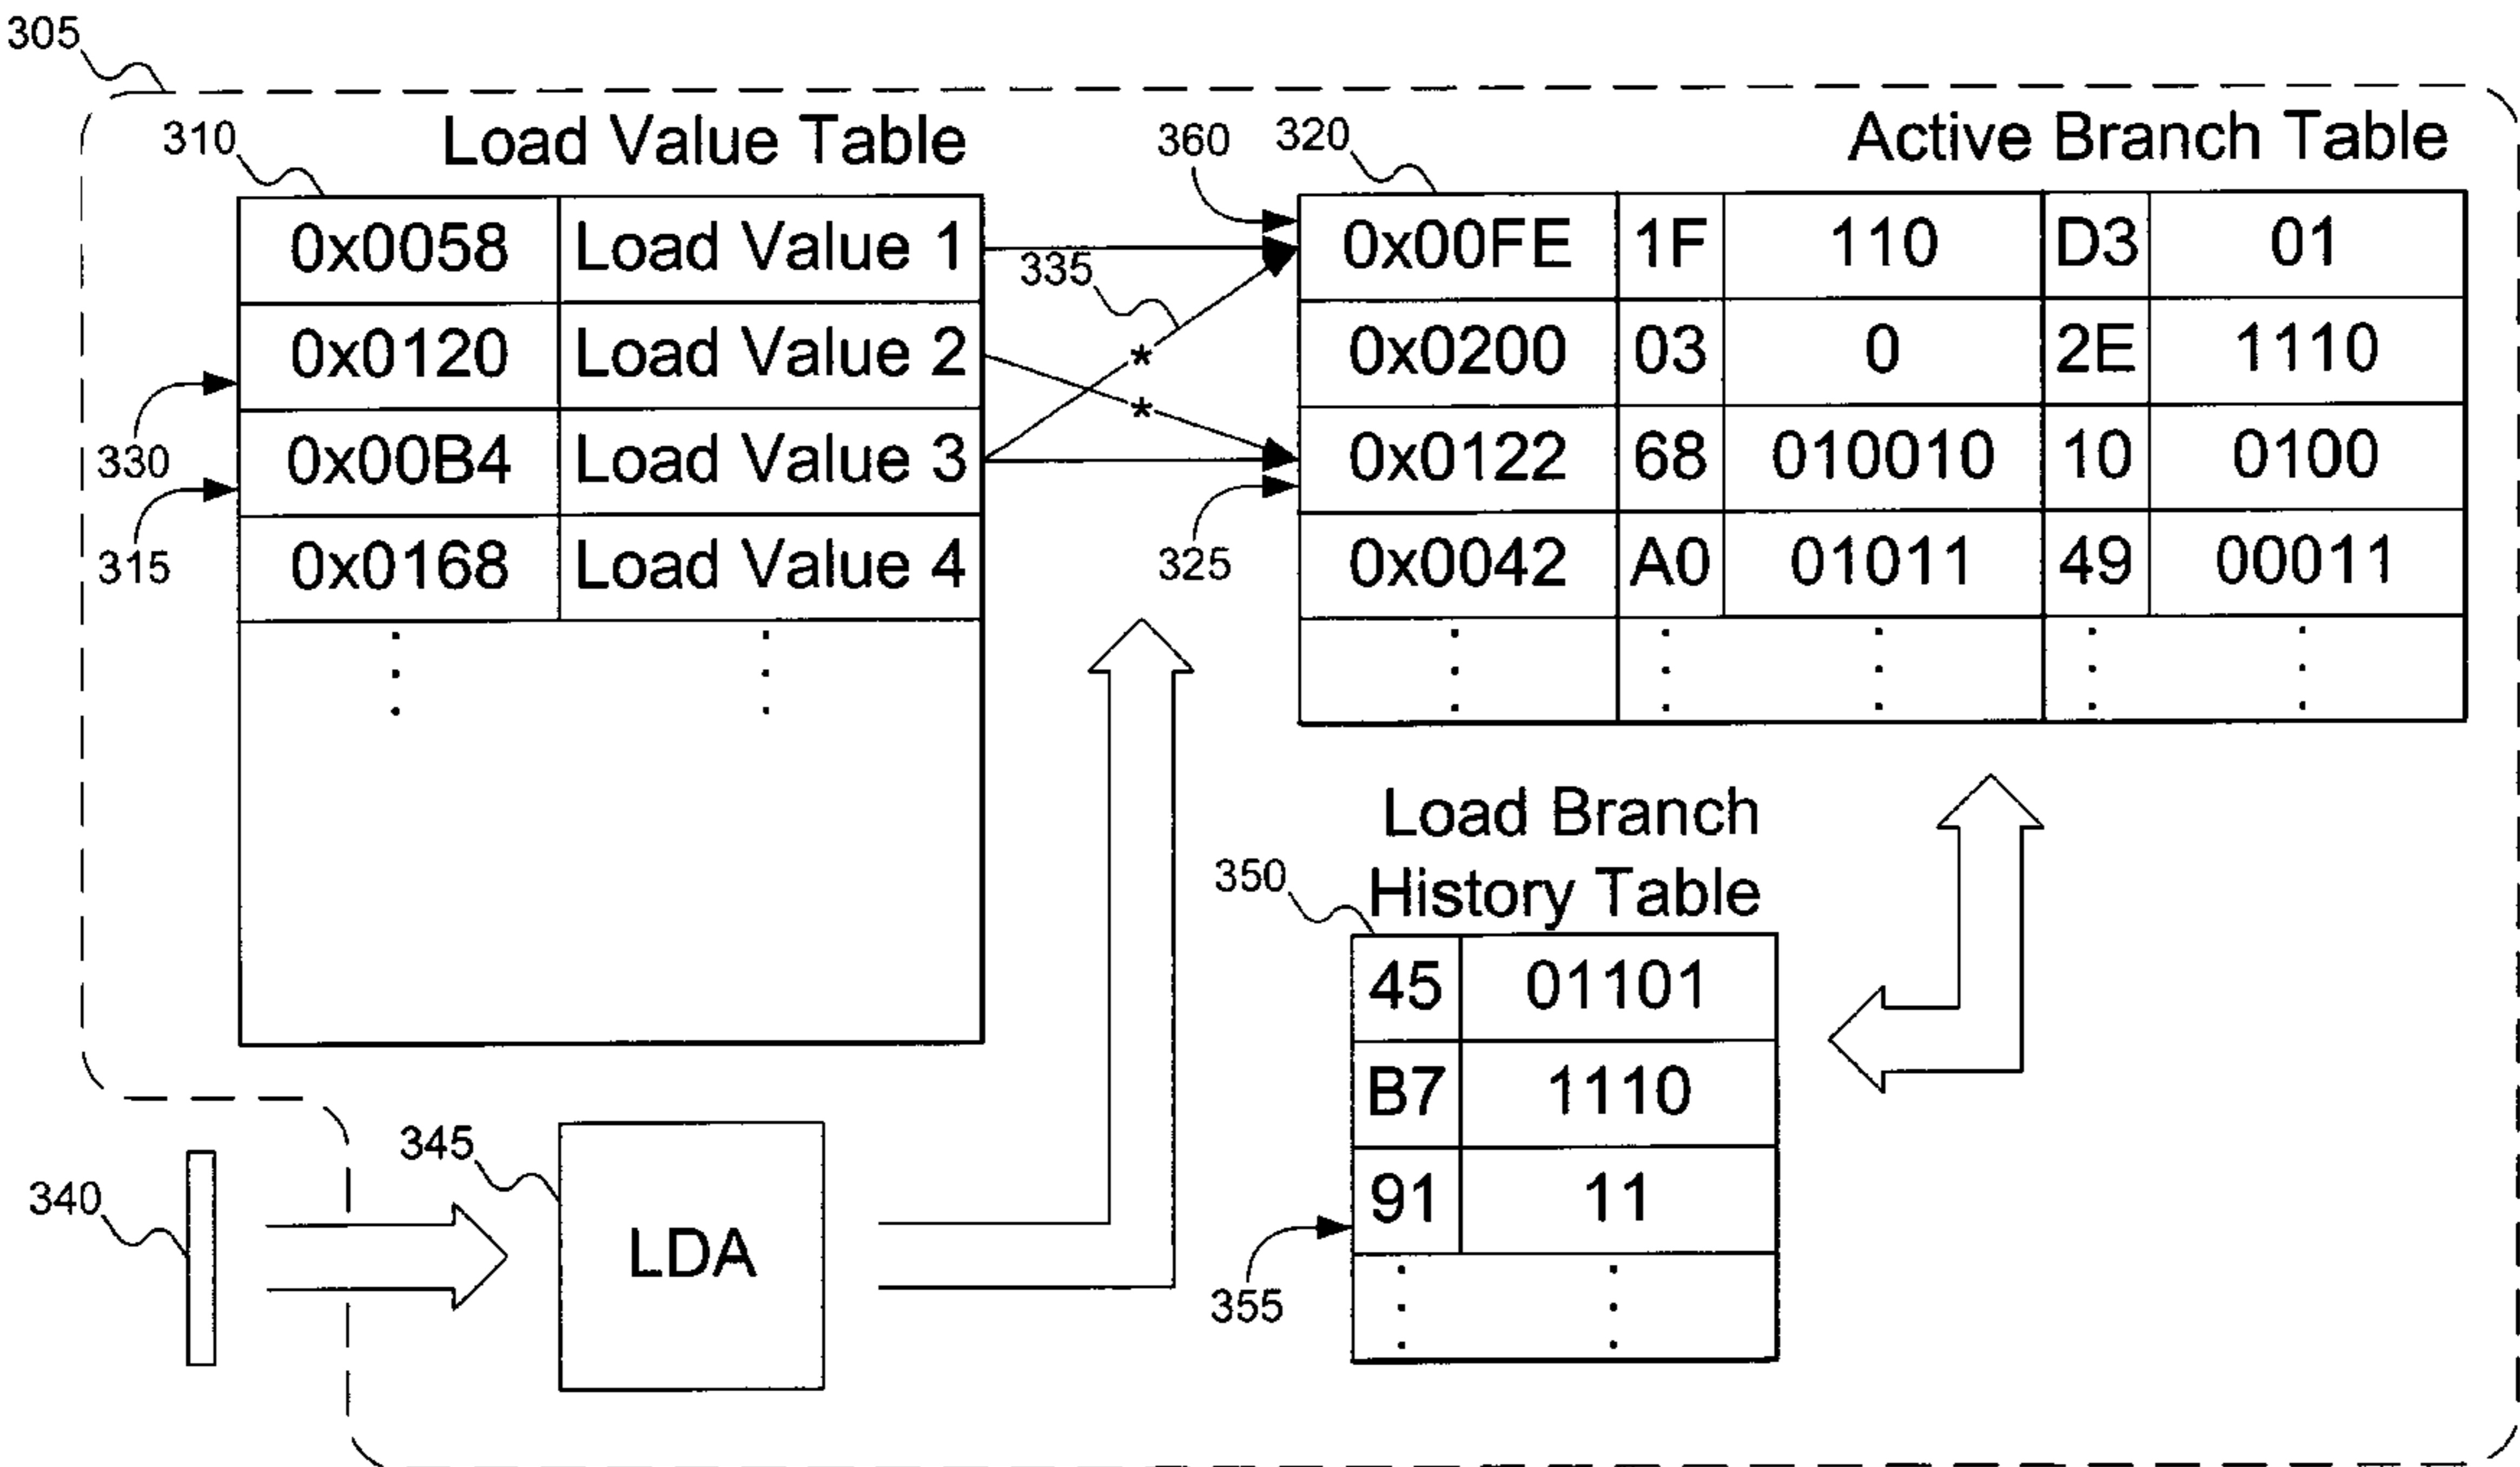 305
310
Load Value Table
360
320
Active Branch Table
0x0058 Load Value 1
0x0120 Load Value 2
0x00B4 Load Value 3
0x0168 Load Value 4
330
315
335
*
*
325
0x00FE 1F 110 D3 01
0x0200 03 0 2E 1110
0x0122 68 010010 10 0100
0x0042 A0 01011 49 00011
Load Branch
History Table
350
45 01101
B7 1110
91 11
355
340
345
LDA